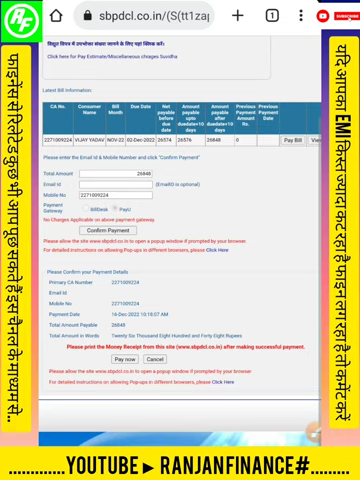 sbpdcl.co.in/(S(tt1zap
1
SUBSCRIBE
विद्युत विपत्र में उपभोक्ता संख्या जानने के लिए यहां क्लिक करें।
Click here for Pay Estimate/Miscellaneous chrages Suvidha
Latest Bill Information:
CA No. Consumer Name Bill Month Due Date Net payable before due date Amount payable upto duedate+10 days Amount payable after duedate+10 days Previous Payment Amount Rs. Previous Payment Date
2271009224 VIJAY YADAV NOV-22 02-Dec-2022 26574 26576 26848 0 Pay Bill View
Please enter the Email Id & Mobile Number and click "Confirm Payment"
Total Amount 26848
Email Id (EmailID is optional)
Mobile No 2271009224
Payment Gateway BillDesk PayU
No Charges Applicable on above payment gateway
Confirm Payment
Please allow the site www.sbpdcl.co.in to open a popup window if prompted by your browser.
For detailed instructions on allowing Pop-ups in different browsers, please Click Here
Please Confirm your Payment Details
Primary CA Number 2271009224
Email Id
Mobile No 2271009224
Payment Date 16-Dec-2022 10:18:07 AM
Total Amount Payable 26848
Total Amount in Words Twenty Six Thousand Eight Hundred and Forty Eight Rupees
Please print the Money Receipt from this site (www.sbpdcl.co.in) after making successful payment.
Pay now Cancel
Please allow the site www.sbpdcl.co.in to open a popup window if prompted by your browser.
For detailed instructions on allowing Pop-ups in different browsers, please Click Here
फाइनेंस से रिलेटेड कुछ भी आप पूछ सकते हैं इस चैनल के माध्यम से..
यदि आपका EMI किस्त ज्यादा कट रहा है फाइन लग रहा है तो कमेंट करें
............YOUTUBE ► RANJANFINANCE#.........